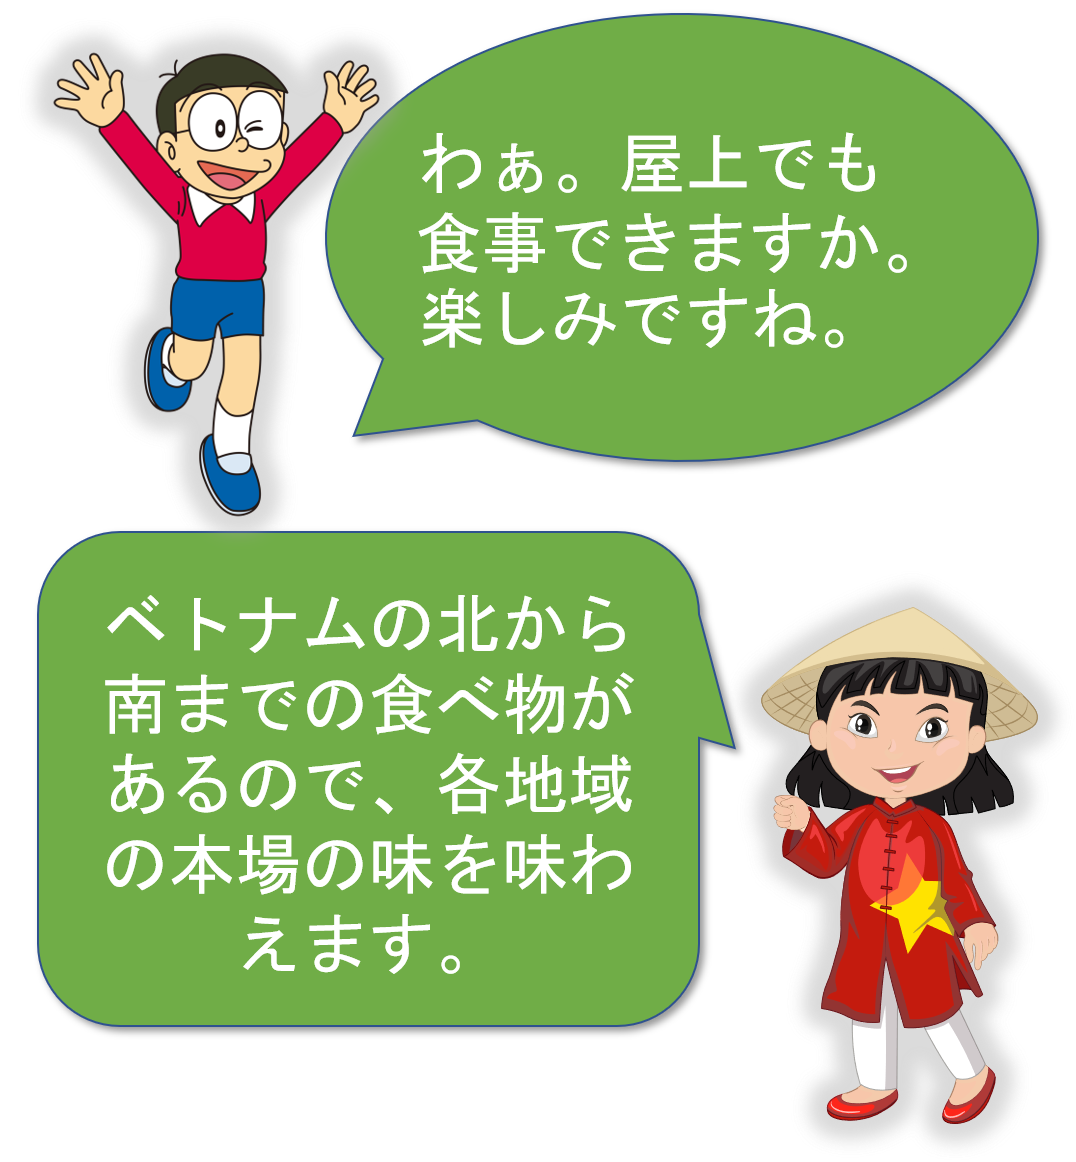 わぁ。屋上でも
食事できますか。
楽しみですね。
ベトナムの北から
南までの食べ物が
あるので、各地域
の本場の味を味わ
えます。